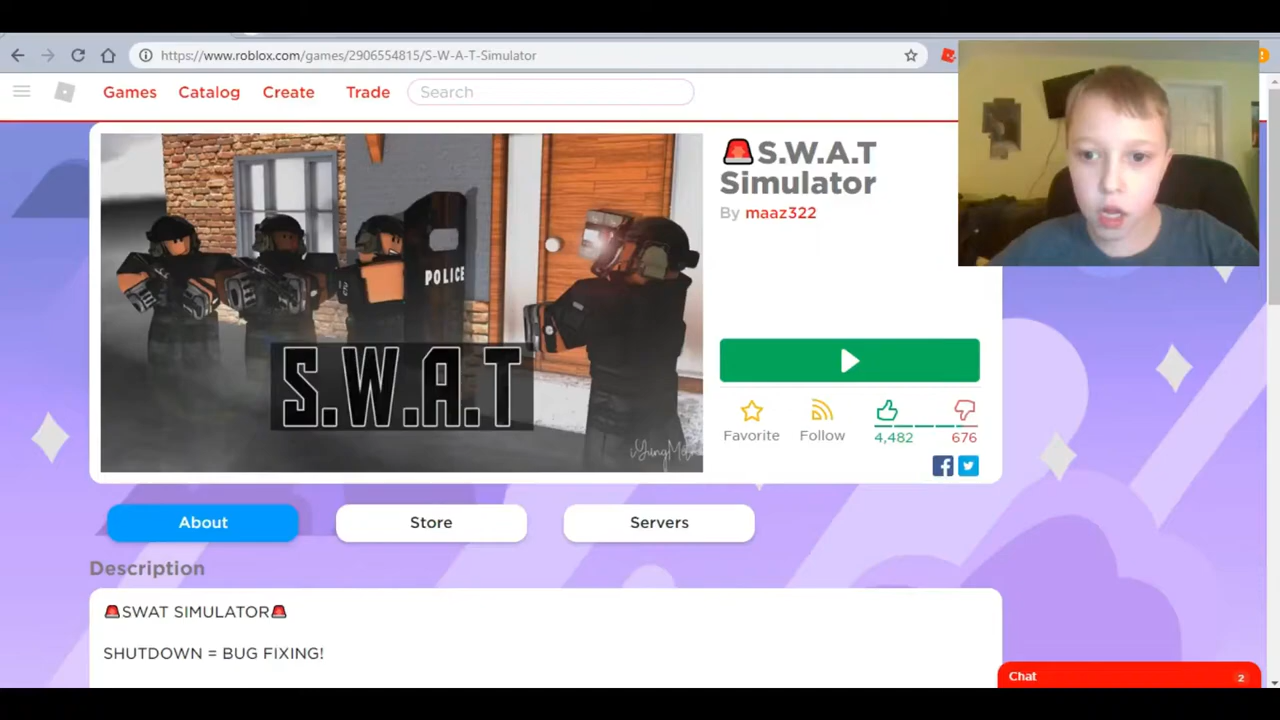 https://www.roblox.com/games/2906554815/S-W-A-T-Simulator
Games Catalog Create Trade Search
🚨S.W.A.T
Simulator
By maaz322
POLICE
S.W.A.T
Favorite Follow 4,482 676
About Store Servers
Description
🚨SWAT SIMULATOR🚨
SHUTDOWN = BUG FIXING!
Chat 2